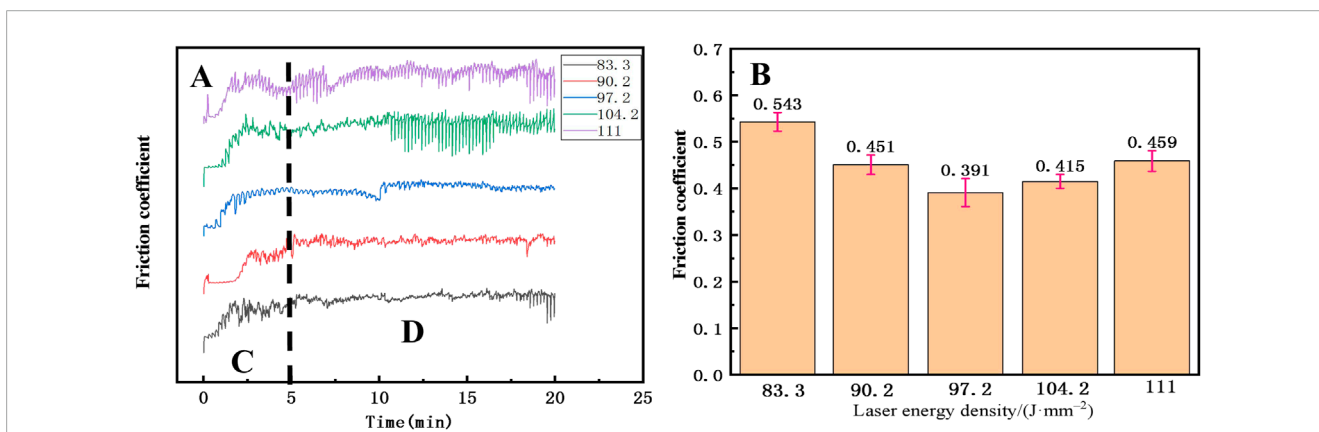 A
83.3
90.2
97.2
104.2
111
C
D
Friction coefficient
0 5 10 15 20 25
Time(min)
B
0.7
0.6
0.5
0.4
0.3
0.2
0.1
0.0
Friction coefficient
0.543
0.451
0.391
0.415
0.459
83.3 90.2 97.2 104.2 111
Laser energy density/(J·mm⁻²)